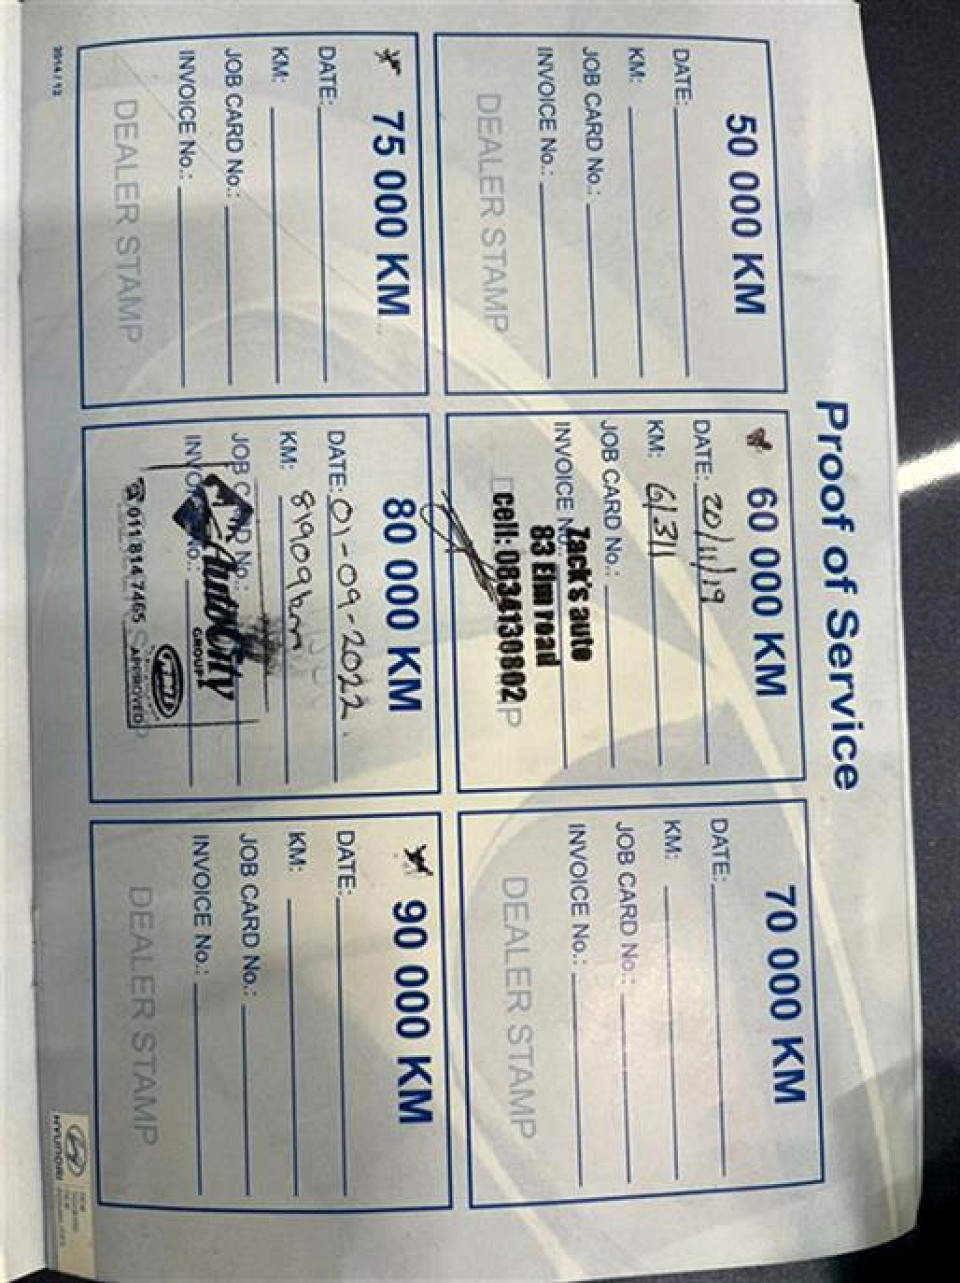 Proof of Service
50 000 KM
DATE:
KM:
JOB CARD No.:
INVOICE No.:
DEALER STAMP
60 000 KM
DATE: 20/11/19
KM: 61311
JOB CARD No.:
INVOICE No.:
Zack's auto
83 Elm road
cell: 0834130802
70 000 KM
DATE:
KM:
JOB CARD No.:
INVOICE No.:
DEALER STAMP
75 000 KM
DATE:
KM:
JOB CARD No.:
INVOICE No.:
DEALER STAMP
80 000 KM
DATE: 01-09-2022.
KM: 81909km
JOB CARD No.:
INVOICE No.:
AutoCity
GROUP
011 814 7465
APPROVED
90 000 KM
DATE:
KM:
JOB CARD No.:
INVOICE No.:
DEALER STAMP
2014 / 12
HYUNDAI